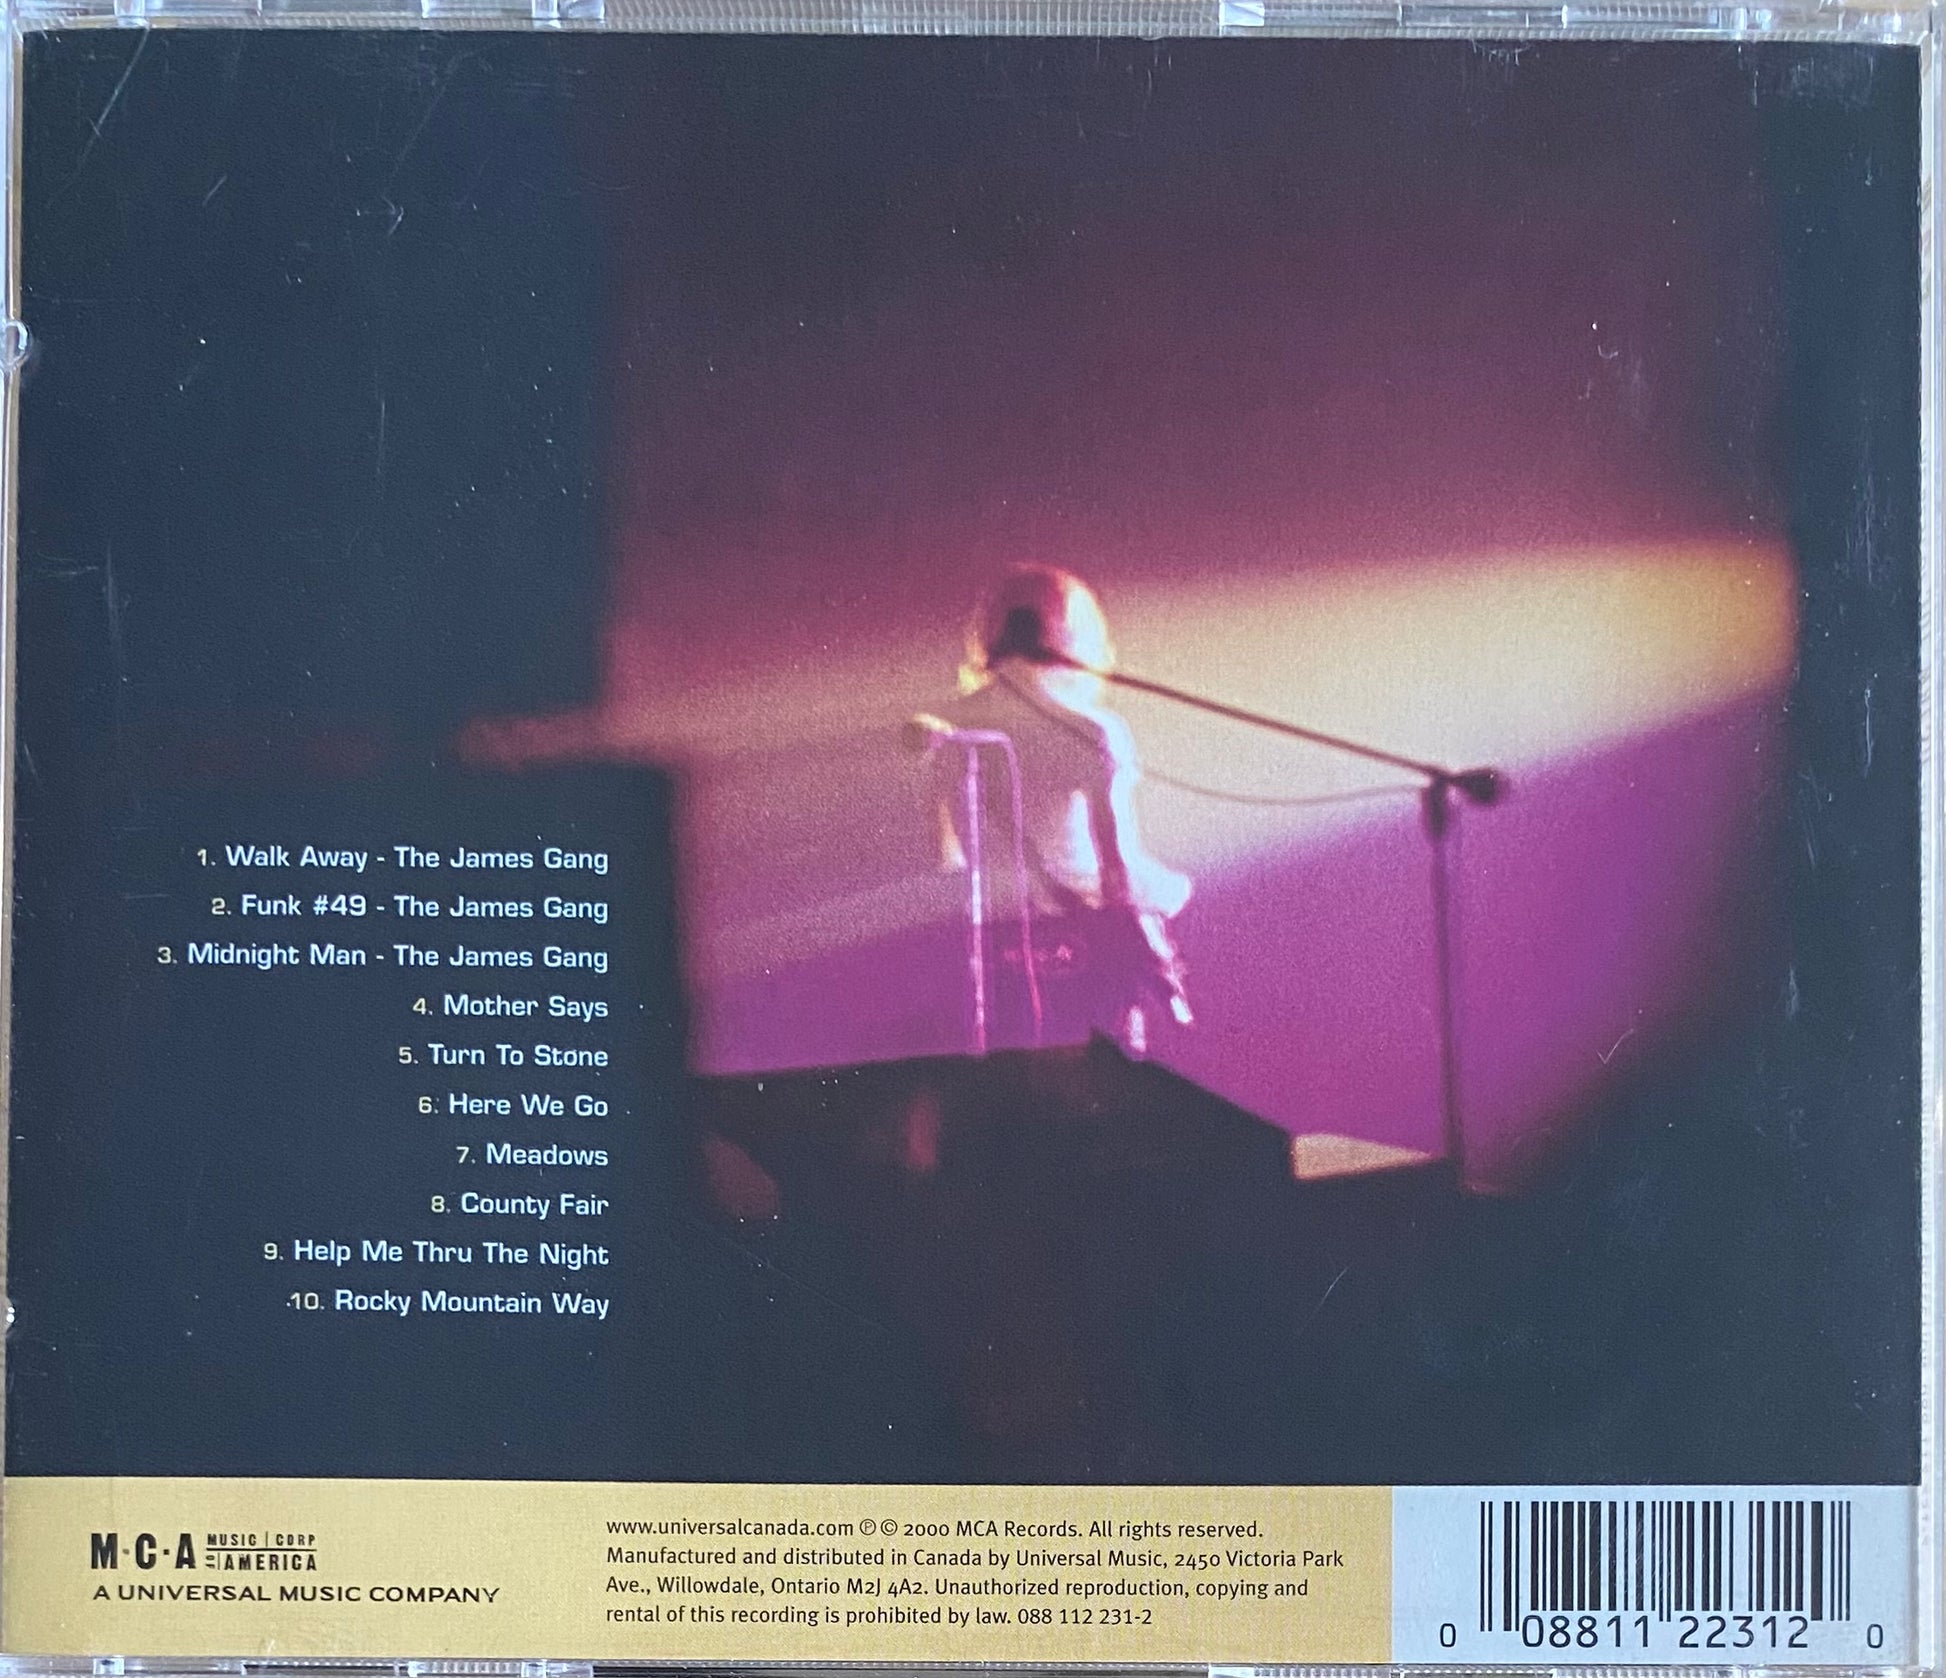 1. Walk Away - The James Gang
2. Funk #49 - The James Gang
3. Midnight Man - The James Gang
4. Mother Says
5. Turn To Stone
6. Here We Go
7. Meadows
8. County Fair
9. Help Me Thru The Night
10. Rocky Mountain Way
M·C·A MUSIC | CORP
OF | AMERICA
A UNIVERSAL MUSIC COMPANY
www.universalcanada.com ℗ © 2000 MCA Records. All rights reserved.
Manufactured and distributed in Canada by Universal Music, 2450 Victoria Park
Ave., Willowdale, Ontario M2J 4A2. Unauthorized reproduction, copying and
rental of this recording is prohibited by law. 088 112 231-2
0 08811 22312 0